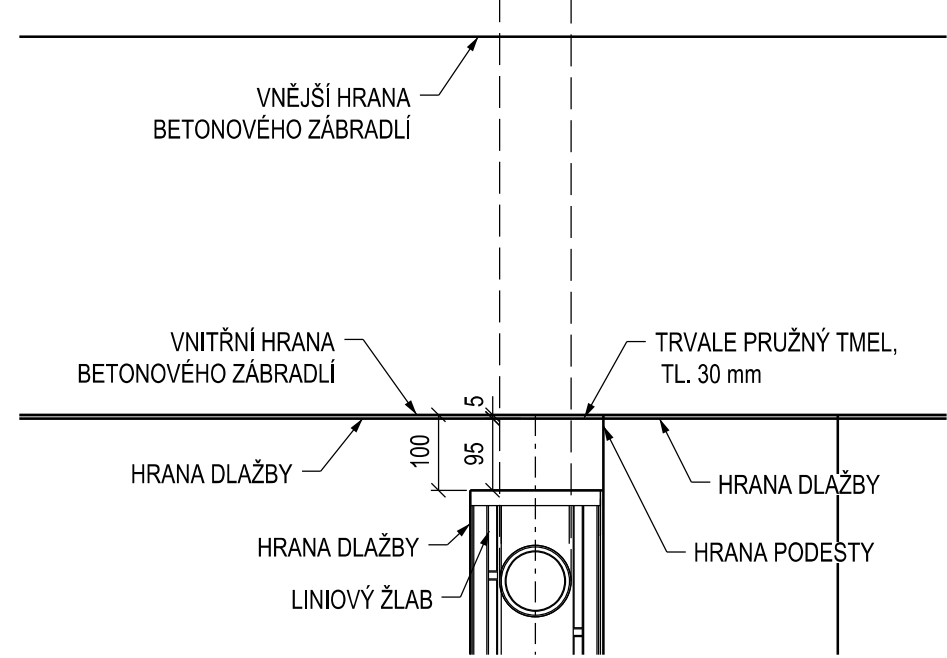 VNĚJŠÍ HRANA
BETONOVÉHO ZÁBRADLÍ
VNITŘNÍ HRANA
BETONOVÉHO ZÁBRADLÍ
TRVALE PRUŽNÝ TMEL,
TL. 30 mm
5
100
95
HRANA DLAŽBY
HRANA DLAŽBY
HRANA DLAŽBY
HRANA PODESTY
LINIOVÝ ŽLAB